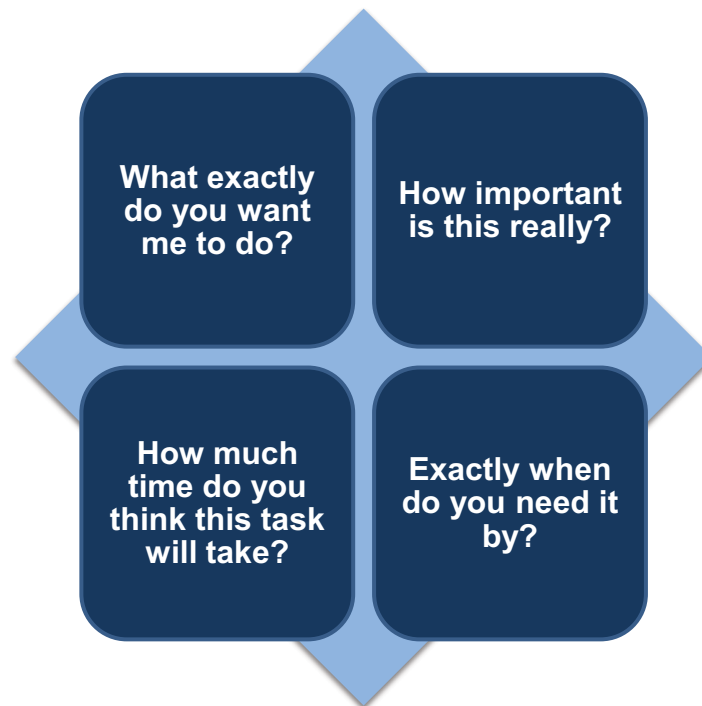 What exactly
do you want
me to do?
How important
is this really?
How much
time do you
think this task
will take?
Exactly when
do you need it
by?